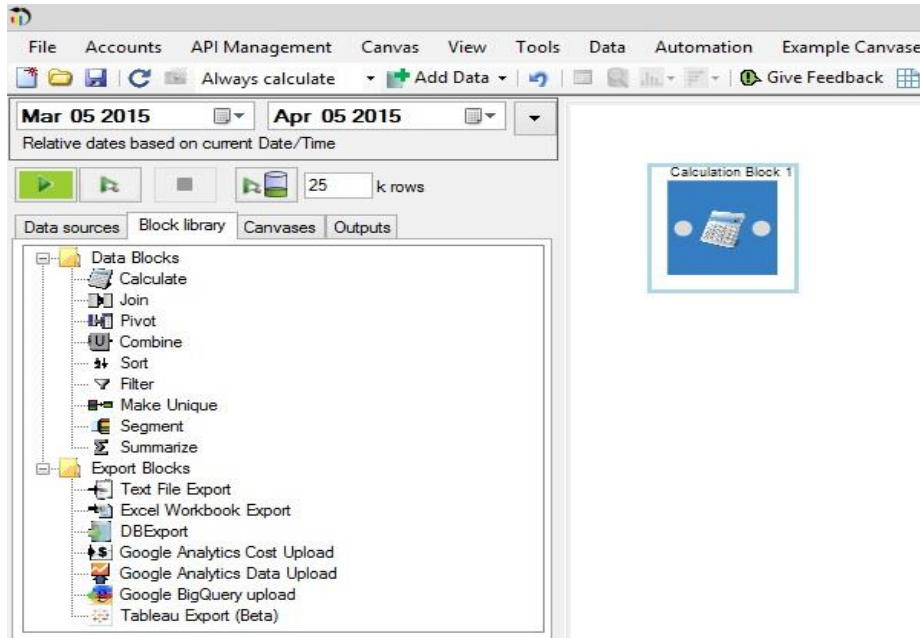 File Accounts API Management Canvas View Tools Data Automation Example Canvase
Always calculate Add Data Give Feedback
Mar 05 2015 Apr 05 2015
Relative dates based on current Date/Time
25 k rows
Data sources Block library Canvases Outputs
Data Blocks
Calculate
Join
Pivot
Combine
Sort
Filter
Make Unique
Segment
Summarize
Export Blocks
Text File Export
Excel Workbook Export
DBExport
Google Analytics Cost Upload
Google Analytics Data Upload
Google BigQuery upload
Tableau Export (Beta)
Calculation Block 1